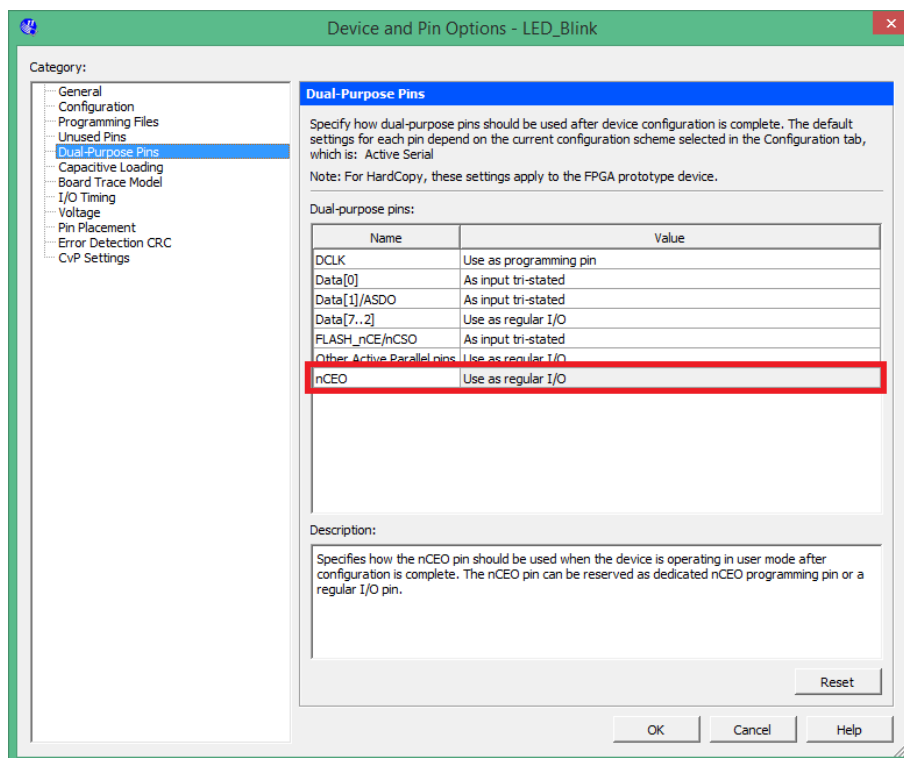 Device and Pin Options - LED_Blink
Category:
General
Configuration
Programming Files
Unused Pins
Dual-Purpose Pins
Capacitive Loading
Board Trace Model
I/O Timing
Voltage
Pin Placement
Error Detection CRC
CvP Settings
Dual-Purpose Pins
Specify how dual-purpose pins should be used after device configuration is complete. The default
settings for each pin depend on the current configuration scheme selected in the Configuration tab,
which is: Active Serial
Note: For HardCopy, these settings apply to the FPGA prototype device.
Dual-purpose pins:
Name Value
DCLK Use as programming pin
Data[0] As input tri-stated
Data[1]/ASDO As input tri-stated
Data[7..2] Use as regular I/O
FLASH_nCE/nCSO As input tri-stated
Other Active Parallel pins Use as regular I/O
nCEO Use as regular I/O
Description:
Specifies how the nCEO pin should be used when the device is operating in user mode after
configuration is complete. The nCEO pin can be reserved as dedicated nCEO programming pin or a
regular I/O pin.
Reset
OK Cancel Help